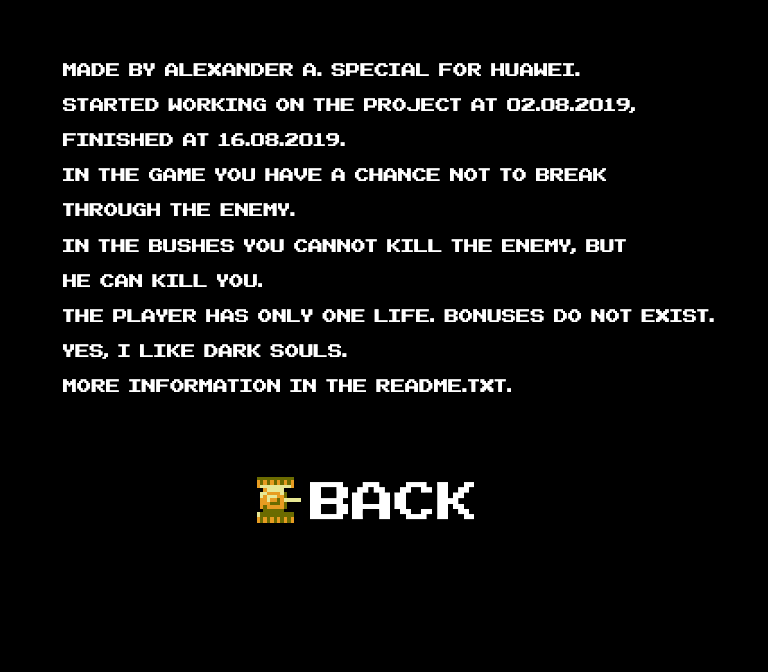 MADE BY ALEXANDER A. SPECIAL FOR HUAWEI.
STARTED WORKING ON THE PROJECT AT 02.08.2019,
FINISHED AT 16.08.2019.
IN THE GAME YOU HAVE A CHANCE NOT TO BREAK
THROUGH THE ENEMY.
IN THE BUSHES YOU CANNOT KILL THE ENEMY, BUT
HE CAN KILL YOU.
THE PLAYER HAS ONLY ONE LIFE. BONUSES DO NOT EXIST.
YES, I LIKE DARK SOULS.
MORE INFORMATION IN THE README.TXT.
BACK